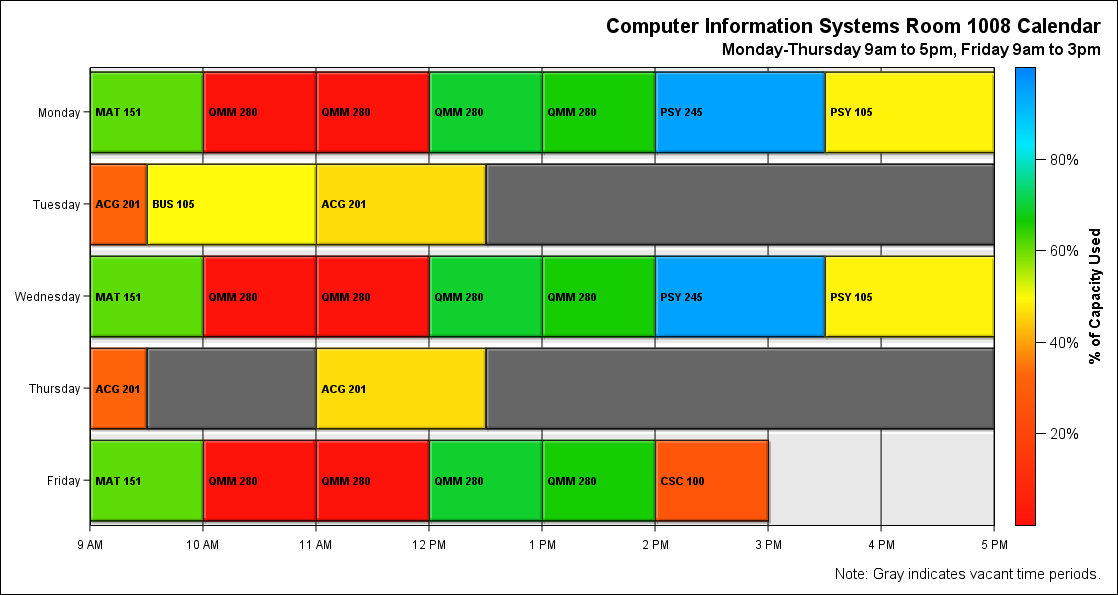 Computer Information Systems Room 1008 Calendar
Monday-Thursday 9am to 5pm, Friday 9am to 3pm
Monday
MAT 151
QMM 280
QMM 280
QMM 280
QMM 280
PSY 245
PSY 105
Tuesday
ACG 201
BUS 105
ACG 201
Wednesday
MAT 151
QMM 280
QMM 280
QMM 280
QMM 280
PSY 245
PSY 105
Thursday
ACG 201
ACG 201
Friday
MAT 151
QMM 280
QMM 280
QMM 280
QMM 280
CSC 100
9 AM
10 AM
11 AM
12 PM
1 PM
2 PM
3 PM
4 PM
5 PM
80%
60%
40%
20%
% of Capacity Used
Note: Gray indicates vacant time periods.